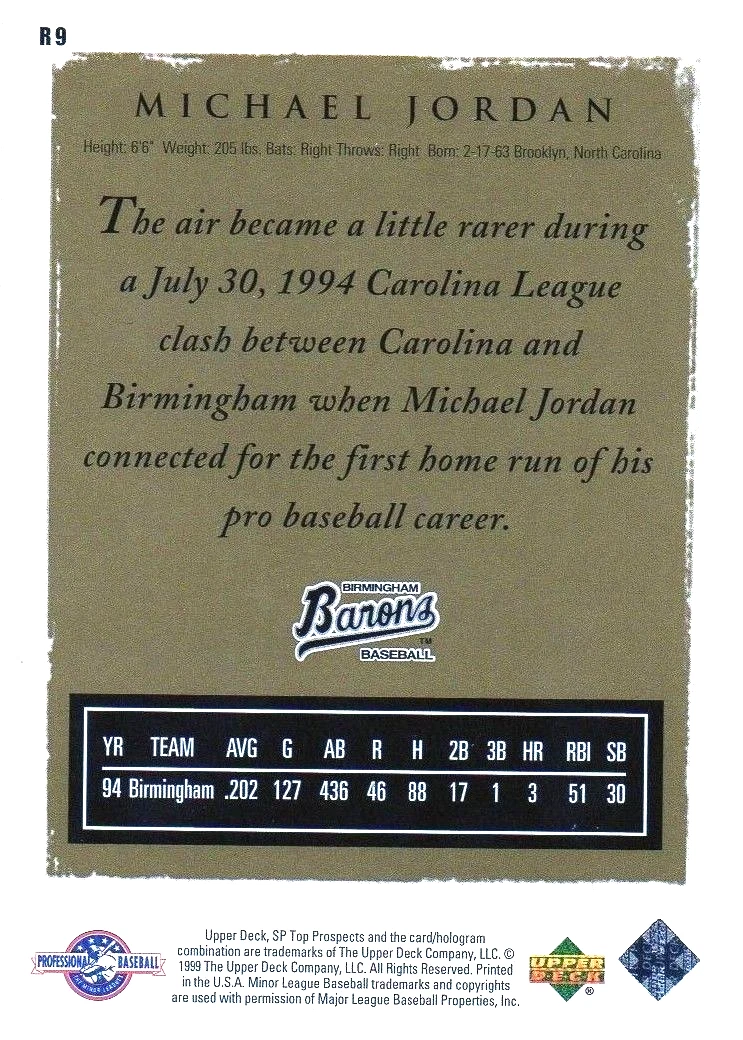 R9
MICHAEL JORDAN
Height: 6'6" Weight: 205 lbs. Bats: Right Throws: Right Born: 2-17-63 Brooklyn, North Carolina
The air became a little rarer during
a July 30, 1994 Carolina League
clash between Carolina and
Birmingham when Michael Jordan
connected for the first home run of his
pro baseball career.
BIRMINGHAM
Barons
TM
BASEBALL
YR TEAM AVG G AB R H 2B 3B HR RBI SB
94 Birmingham .202 127 436 46 88 17 1 3 51 30
Upper Deck, SP Top Prospects and the card/hologram
combination are trademarks of The Upper Deck Company, LLC. ©
1999 The Upper Deck Company, LLC. All Rights Reserved. Printed
in the U.S.A. Minor League Baseball trademarks and copyrights
are used with permission of Major League Baseball Properties, Inc.
PROFESSIONAL BASEBALL
THE MINOR LEAGUES
UPPER
DECK
®